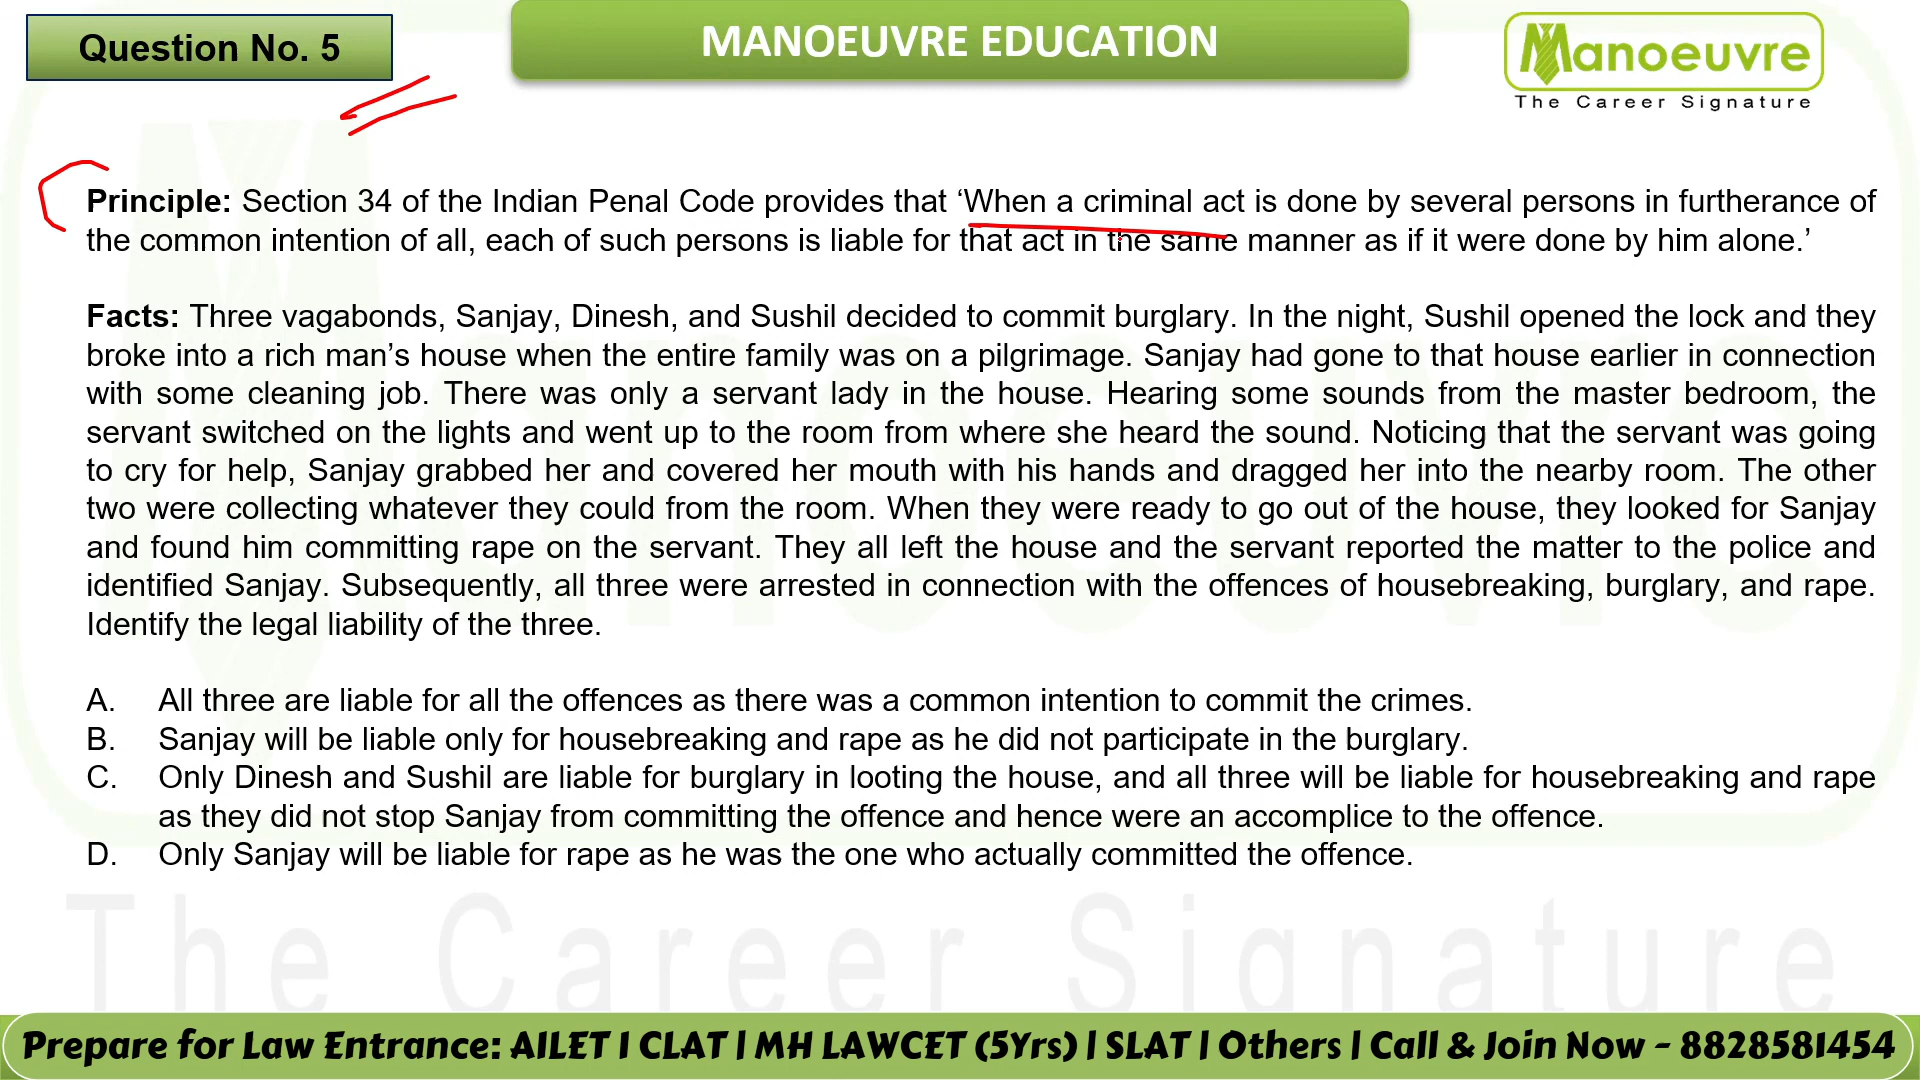 Question No. 5
MANOEUVRE EDUCATION
Manoeuvre
The Career Signature
Principle: Section 34 of the Indian Penal Code provides that ‘When a criminal act is done by several persons in furtherance of
the common intention of all, each of such persons is liable for that act in the same manner as if it were done by him alone.’
Facts: Three vagabonds, Sanjay, Dinesh, and Sushil decided to commit burglary. In the night, Sushil opened the lock and they
broke into a rich man’s house when the entire family was on a pilgrimage. Sanjay had gone to that house earlier in connection
with some cleaning job. There was only a servant lady in the house. Hearing some sounds from the master bedroom, the
servant switched on the lights and went up to the room from where she heard the sound. Noticing that the servant was going
to cry for help, Sanjay grabbed her and covered her mouth with his hands and dragged her into the nearby room. The other
two were collecting whatever they could from the room. When they were ready to go out of the house, they looked for Sanjay
and found him committing rape on the servant. They all left the house and the servant reported the matter to the police and
identified Sanjay. Subsequently, all three were arrested in connection with the offences of housebreaking, burglary, and rape.
Identify the legal liability of the three.
A. All three are liable for all the offences as there was a common intention to commit the crimes.
B. Sanjay will be liable only for housebreaking and rape as he did not participate in the burglary.
C. Only Dinesh and Sushil are liable for burglary in looting the house, and all three will be liable for housebreaking and rape
as they did not stop Sanjay from committing the offence and hence were an accomplice to the offence.
D. Only Sanjay will be liable for rape as he was the one who actually committed the offence.
The Career Signature
Prepare for Law Entrance: AILET | CLAT | MH LAWCET (5Yrs) | SLAT | Others | Call & Join Now - 8828581454